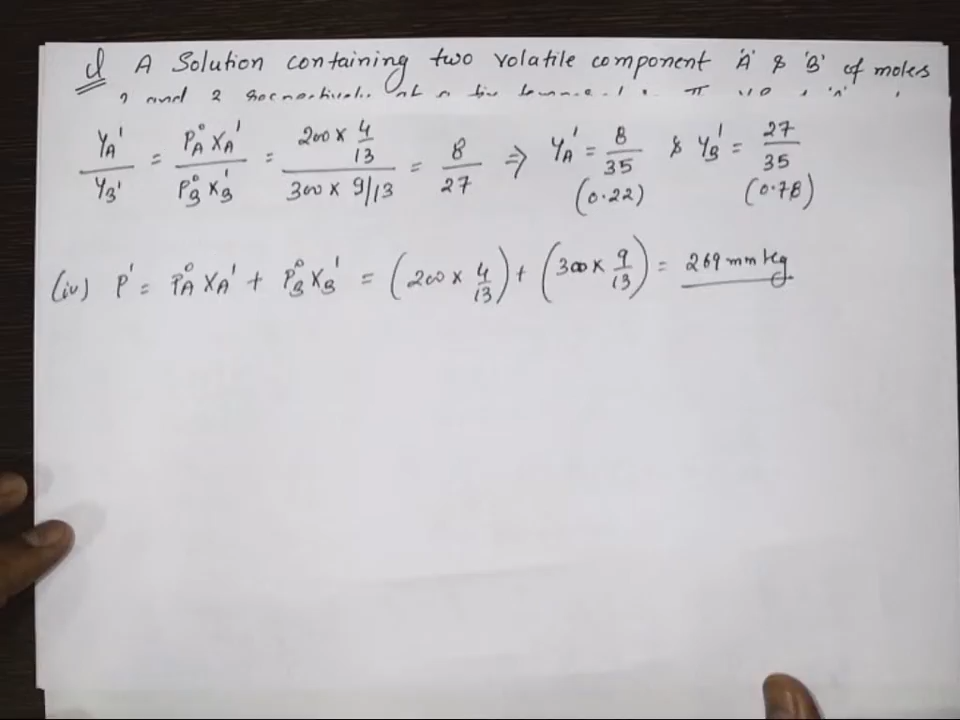 Q A Solution containing two volatile component 'A' & 'B' of moles
and 2
Y_A'/Y_B' = P°_A X_A'/P°_B X_B' = (200 × 4/13)/(300 × 9/13) = 8/27 ⇒ Y_A' = 8/35 & Y_B' = 27/35
(0.22) (0.78)
(iv) P' = P°_A X_A' + P°_B X_B' = (200 × 4/13) + (300 × 9/13) = 269 mm Hg